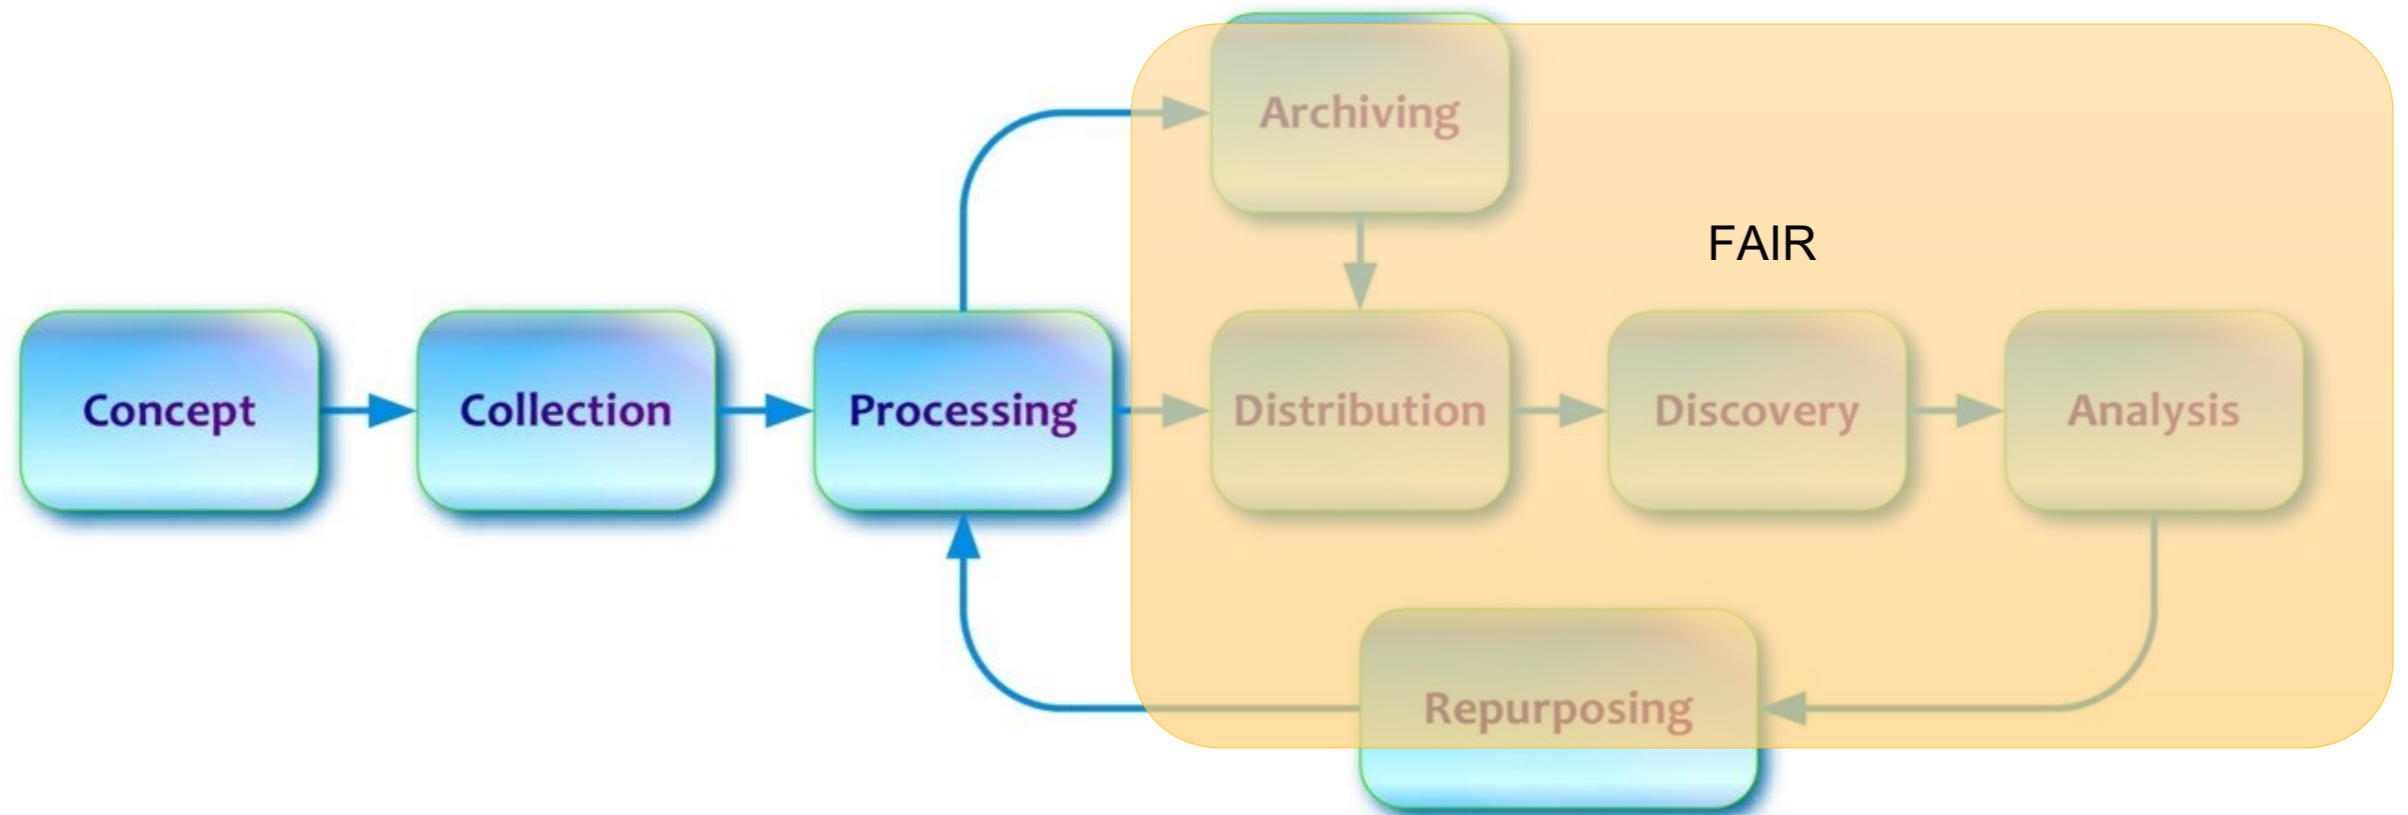 Archiving
FAIR
Concept
Collection
Processing
Distribution
Discovery
Analysis
Repurposing